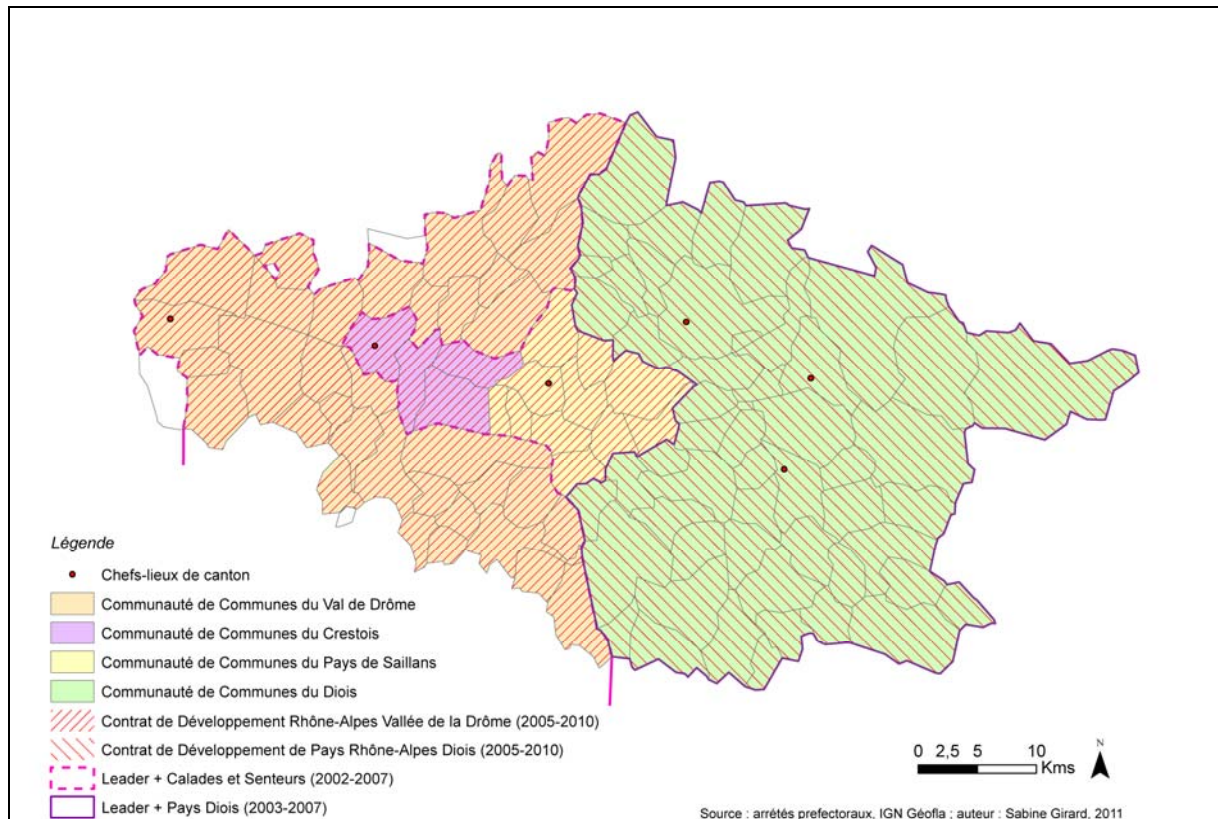 Légende
Chefs-lieux de canton
Communauté de Communes du Val de Drôme
Communauté de Communes du Crestois
Communauté de Communes du Pays de Saillans
Communauté de Communes du Diois
Contrat de Développement Rhône-Alpes Vallée de la Drôme (2005-2010)
Contrat de Développement de Pays Rhône-Alpes Diois (2005-2010)
Leader + Calades et Senteurs (2002-2007)
Leader + Pays Diois (2003-2007)
0 2,5 5 10
Kms
N
Source : arrétés prefectoraux, IGN Géofla ; auteur : Sabine Girard, 2011